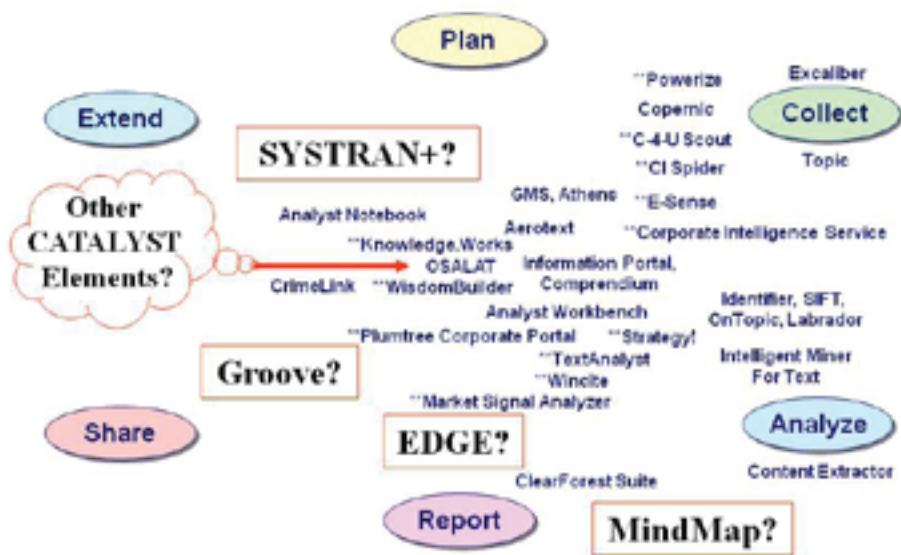 Plan
**Powerize
Excaliber
Extend
Copernic
Collect
SYSTRAN+?
**C-4-U Scout
**CI Spider
Topic
Other
CATALYST
Elements?
GMS, Athens
**E-Sense
Analyst Notebook
Aerotext
**Corporate Intelligence Service
**Knowledge.Works
OSALAT
Information Portal,
Comprendium
CrimeLink
**WisdomBuilder
Identifier, SIFT,
OnTopic, Labrador
Analyst Workbench
**Plumtree Corporate Portal
**Strategy!
Groove?
**TextAnalyst
Intelligent Miner
For Text
**Wincite
**Market Signal Analyzer
Share
EDGE?
Analyze
Content Extractor
ClearForest Suite
Report
MindMap?